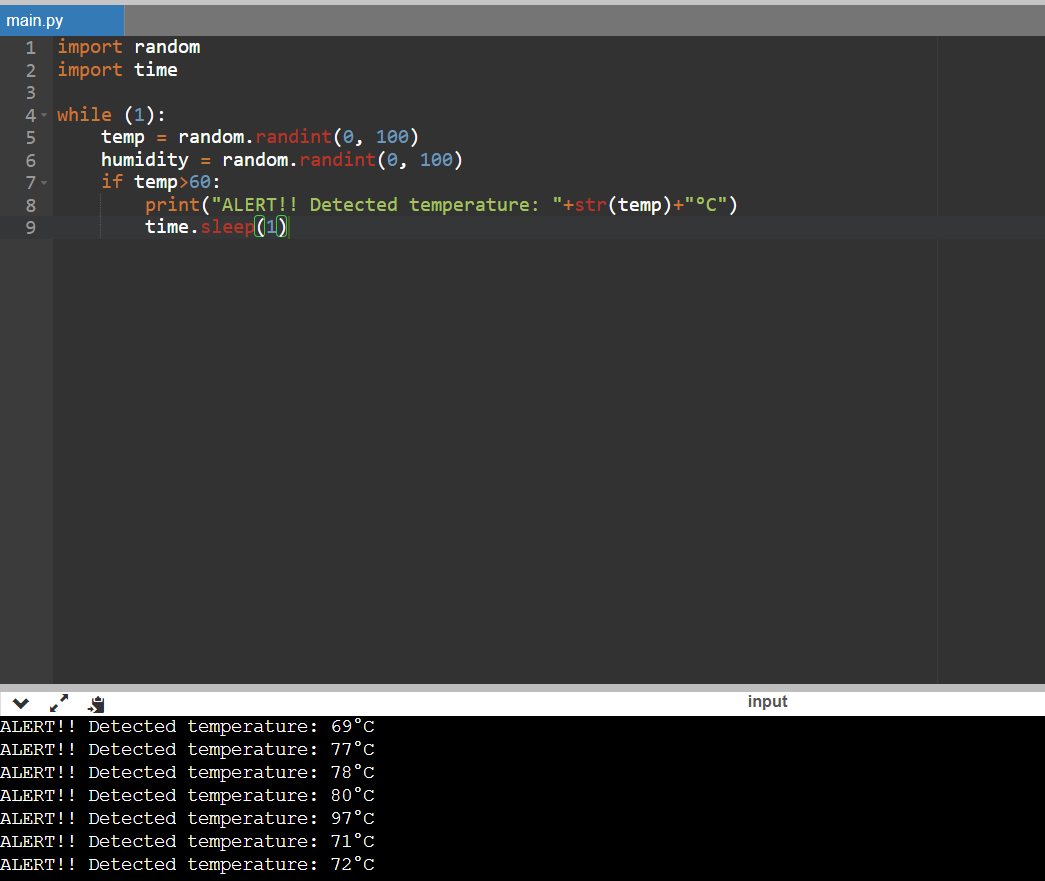 main.py
1 import random
2 import time
3
4 while (1):
5     temp = random.randint(0, 100)
6     humidity = random.randint(0, 100)
7     if temp>60:
8         print("ALERT!! Detected temperature: "+str(temp)+"°C")
9         time.sleep(1)
input
ALERT!! Detected temperature: 69°C
ALERT!! Detected temperature: 77°C
ALERT!! Detected temperature: 78°C
ALERT!! Detected temperature: 80°C
ALERT!! Detected temperature: 97°C
ALERT!! Detected temperature: 71°C
ALERT!! Detected temperature: 72°C